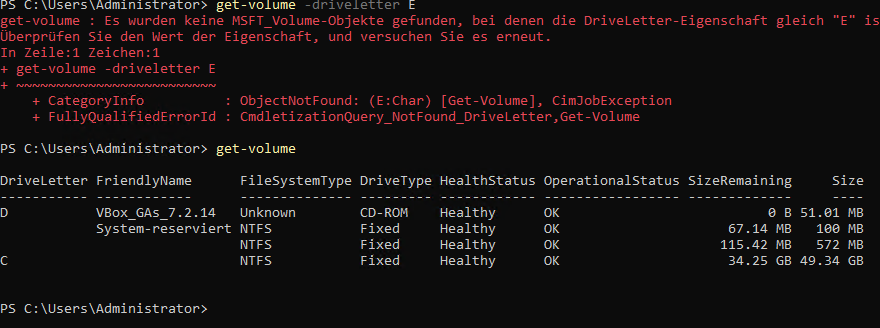 PS C:\Users\Administrator> get-volume -driveletter E
get-volume : Es wurden keine MSFT_Volume-Objekte gefunden, bei denen die DriveLetter-Eigenschaft gleich "E" is
Überprüfen Sie den Wert der Eigenschaft, und versuchen Sie es erneut.
In Zeile:1 Zeichen:1
+ get-volume -driveletter E
+ ~~~~~~~~~~~~~~~~~~~~~~~~~
    + CategoryInfo          : ObjectNotFound: (E:Char) [Get-Volume], CimJobException
    + FullyQualifiedErrorId : CmdletizationQuery_NotFound_DriveLetter,Get-Volume
PS C:\Users\Administrator> get-volume
DriveLetter FriendlyName      FileSystemType DriveType HealthStatus OperationalStatus SizeRemaining     Size
----------- ------------      -------------- --------- ------------ ----------------- -------------     ----
D           VBox_GAs_7.2.14   Unknown        CD-ROM    Healthy      OK                          0 B 51.01 MB
            System-reserviert NTFS           Fixed     Healthy      OK                     67.14 MB   100 MB
                              NTFS           Fixed     Healthy      OK                    115.42 MB   572 MB
C                             NTFS           Fixed     Healthy      OK                     34.25 GB 49.34 GB
PS C:\Users\Administrator>